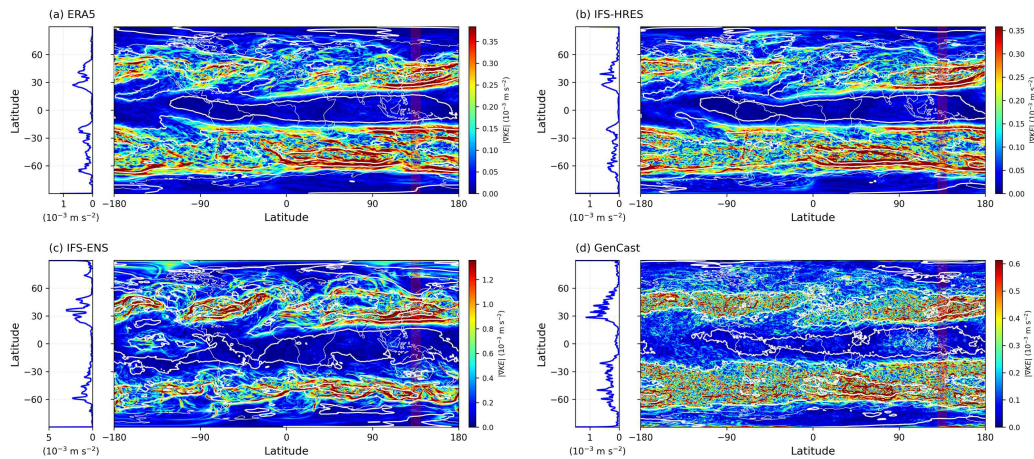 (a) ERA5
Latitude
90
60
30
0
−30
−60
1 0
(10⁻³ m s⁻²)
−180 −90 0 90 180
Latitude
0.35
0.30
0.25
0.20
0.15
0.10
0.05
0.00
|∇KE| (10⁻³ m s⁻²)
(b) IFS-HRES
Latitude
90
60
30
0
−30
−60
1 0
(10⁻³ m s⁻²)
−180 −90 0 90 180
Latitude
0.35
0.30
0.25
0.20
0.15
0.10
0.05
0.00
|∇KE| (10⁻³ m s⁻²)
(c) IFS-ENS
Latitude
90
60
30
0
−30
−60
5 0
(10⁻³ m s⁻²)
−180 −90 0 90 180
Latitude
1.2
1.0
0.8
0.6
0.4
0.2
0.0
|∇KE| (10⁻³ m s⁻²)
(d) GenCast
Latitude
90
60
30
0
−30
−60
1 0
(10⁻³ m s⁻²)
−180 −90 0 90 180
Latitude
0.6
0.5
0.4
0.3
0.2
0.1
0.0
|∇KE| (10⁻³ m s⁻²)